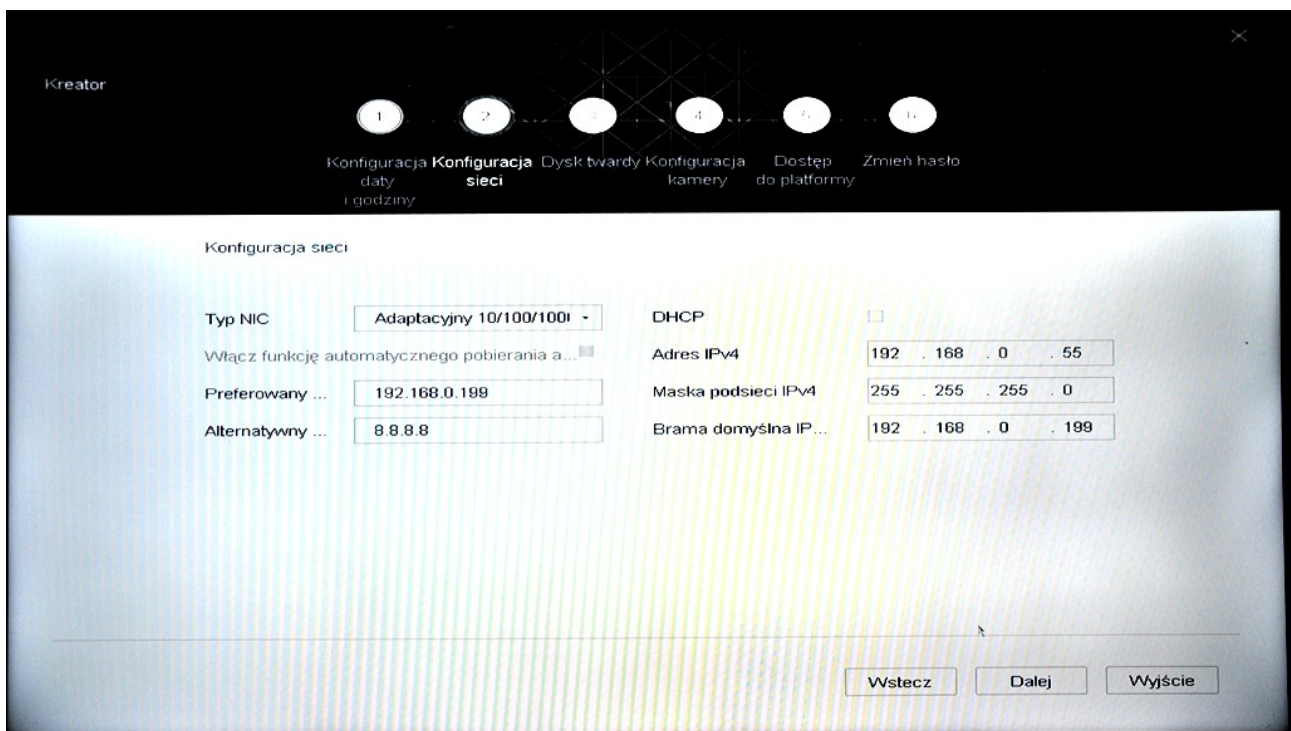 Kreator
1
2
3
4
5
6
Konfiguracja
daty
i godziny
Konfiguracja
sieci
Dysk twardy
Konfiguracja
kamery
Dostęp
do platformy
Zmień hasło
Konfiguracja sieci
Typ NIC
Adaptacyjny 10/100/100
DHCP
Włącz funkcję automatycznego pobierania a...
Adres IPv4
192 . 168 . 0 . 55
Preferowany ...
192.168.0.199
Maska podsieci IPv4
255 . 255 . 255 . 0
Alternatywny ...
8.8.8.8
Brama domyślna IP...
192 . 168 . 0 . 199
Wstecz
Dalej
Wyjście